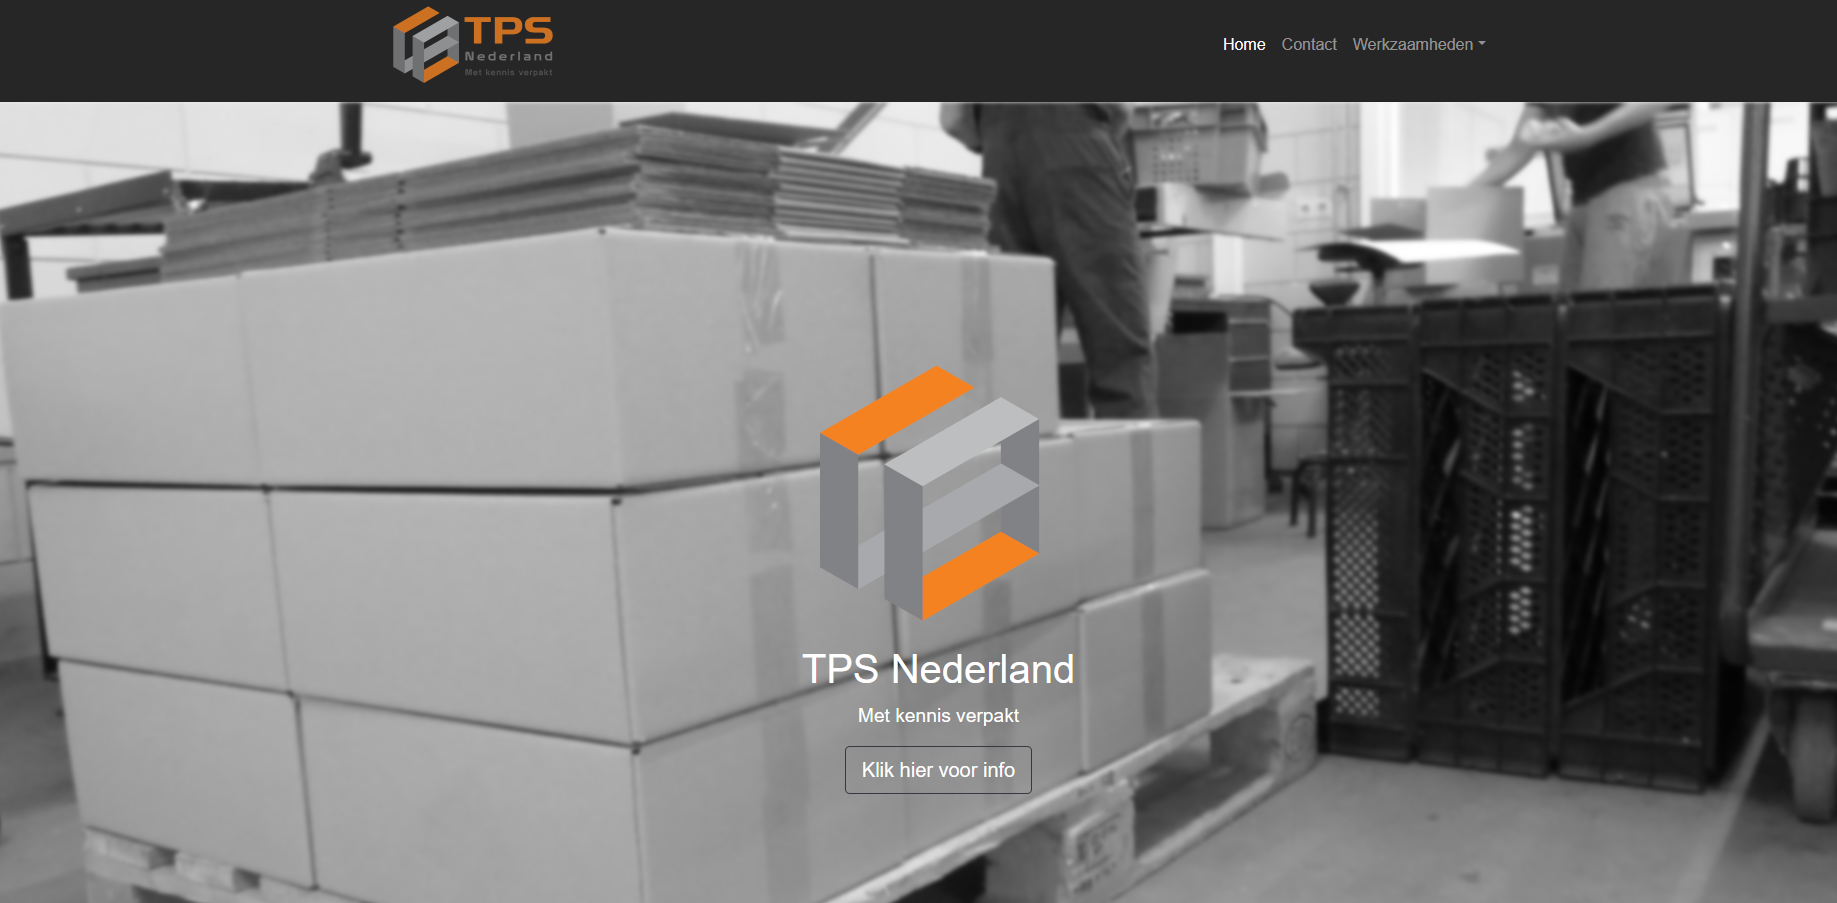 TPS
Nederland
Met kennis verpakt
Home Contact Werkzaamheden
TPS Nederland
Met kennis verpakt
Klik hier voor info